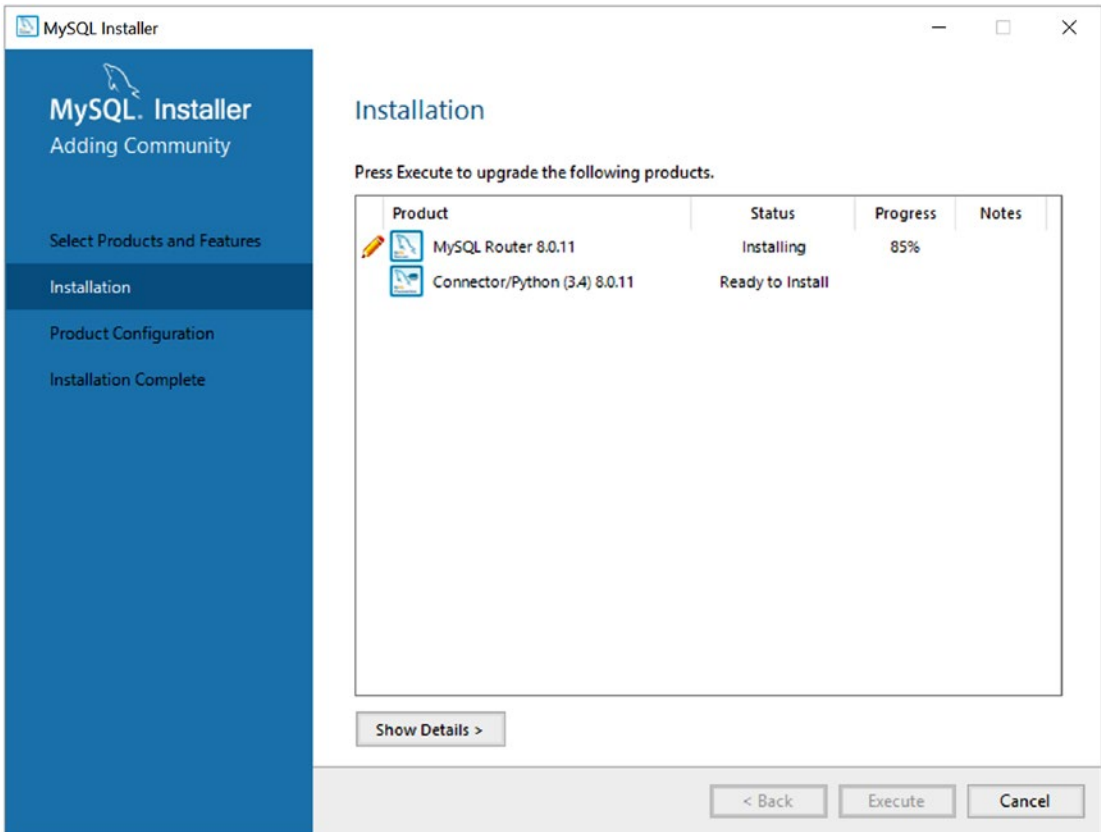 MySQL Installer
MySQL. Installer
Adding Community
Select Products and Features
Installation
Product Configuration
Installation Complete
Installation
Press Execute to upgrade the following products.
Product Status Progress Notes
MySQL Router 8.0.11 Installing 85%
Connector/Python (3.4) 8.0.11 Ready to Install
Show Details >
< Back Execute Cancel